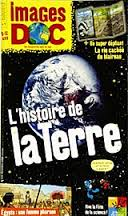 Images
DOC
Un super dépliant
La vie cachée
du Blaireau
L'histoire de
la Terre
Égypte : une femme pharaon
Vive la Fête
de la science !